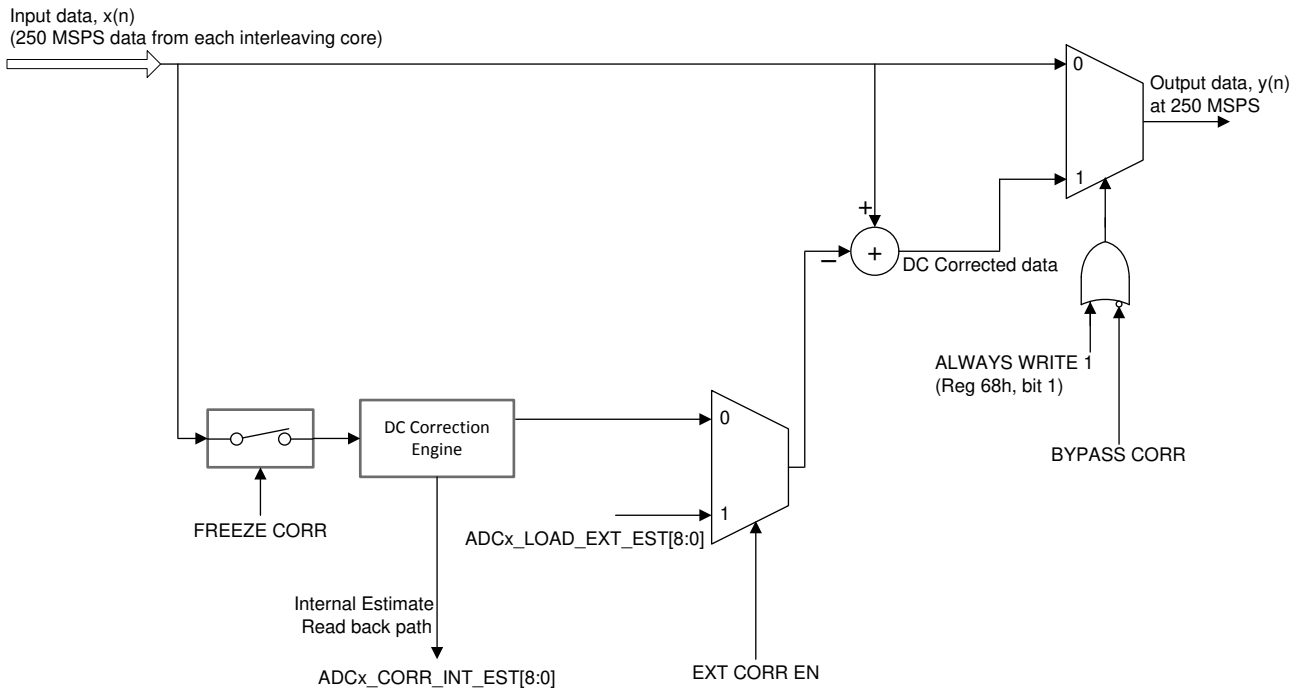 Input data, x(n)
(250 MSPS data from each interleaving core)
0
Output data, y(n)
at 250 MSPS
1
+
−
+
DC Corrected data
ALWAYS WRITE 1
(Reg 68h, bit 1)
BYPASS CORR
DC Correction
Engine
0
1
FREEZE CORR
ADCx_LOAD_EXT_EST[8:0]
Internal Estimate
Read back path
ADCx_CORR_INT_EST[8:0]
EXT CORR EN